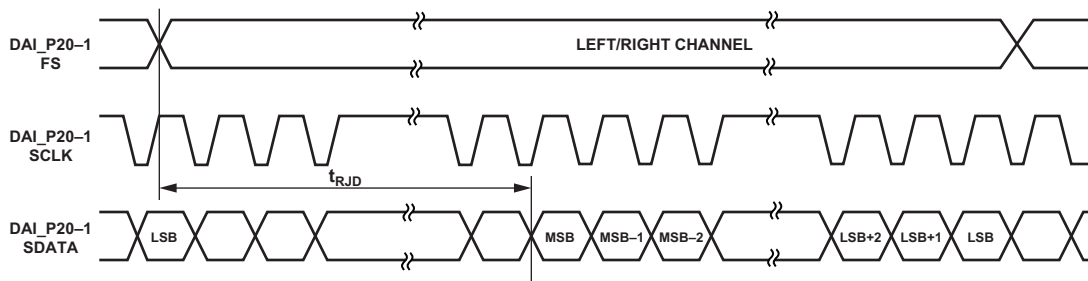 DAI_P20–1
FS
LEFT/RIGHT CHANNEL
DAI_P20–1
SCLK
tRJD
DAI_P20–1
SDATA
LSB
MSB
MSB–1
MSB–2
LSB+2
LSB+1
LSB